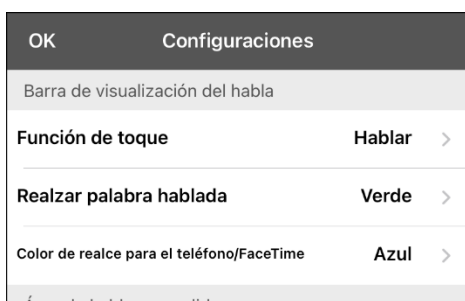 OK Configuraciones
Barra de visualización del habla
Función de toque Hablar >
Realzar palabra hablada Verde >
Color de realce para el teléfono/FaceTime Azul >